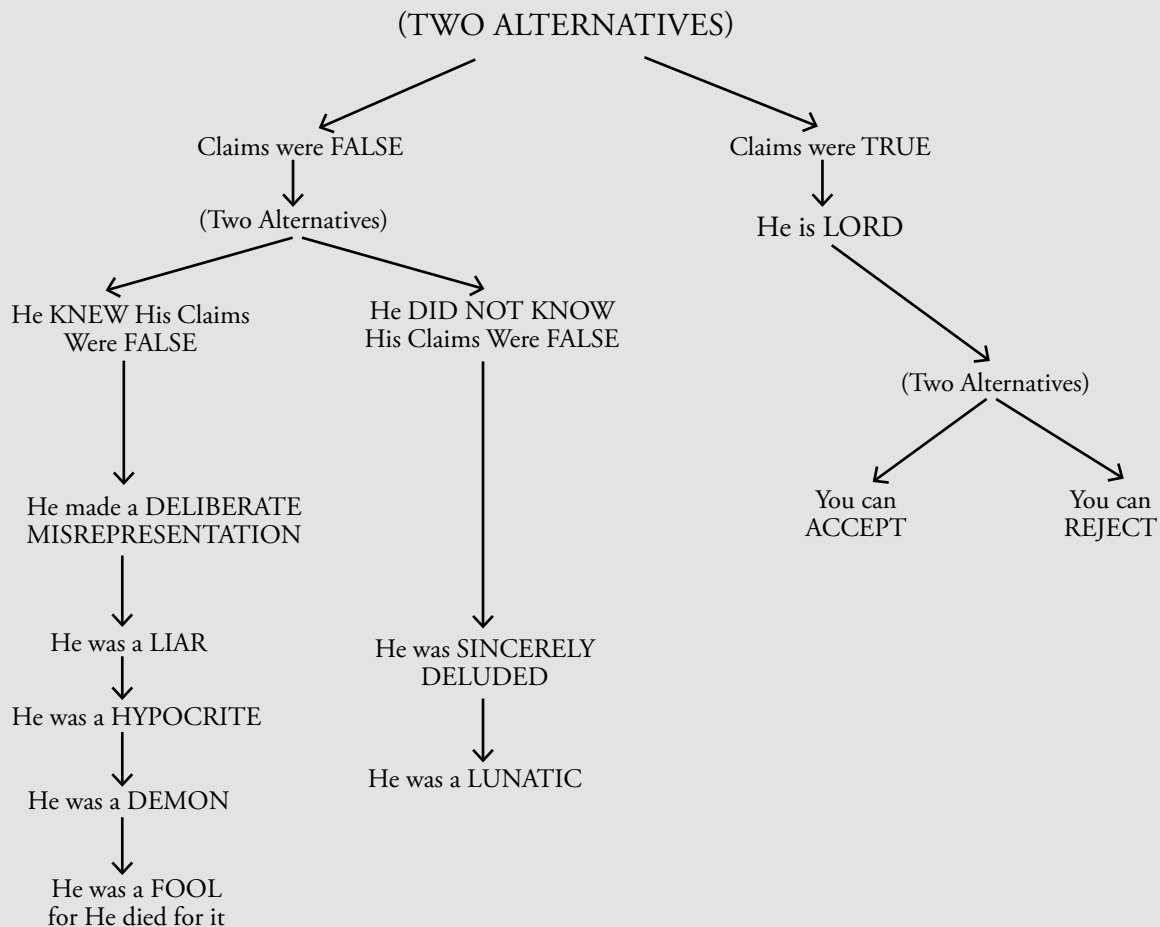 (TWO ALTERNATIVES)
Claims were FALSE
Claims were TRUE
(Two Alternatives)
He is LORD
He KNEW His Claims
Were FALSE
He DID NOT KNOW
His Claims Were FALSE
(Two Alternatives)
He made a DELIBERATE
MISREPRESENTATION
You can
ACCEPT
You can
REJECT
He was a LIAR
He was SINCERELY
DELUDED
He was a HYPOCRITE
He was a LUNATIC
He was a DEMON
He was a FOOL
for He died for it